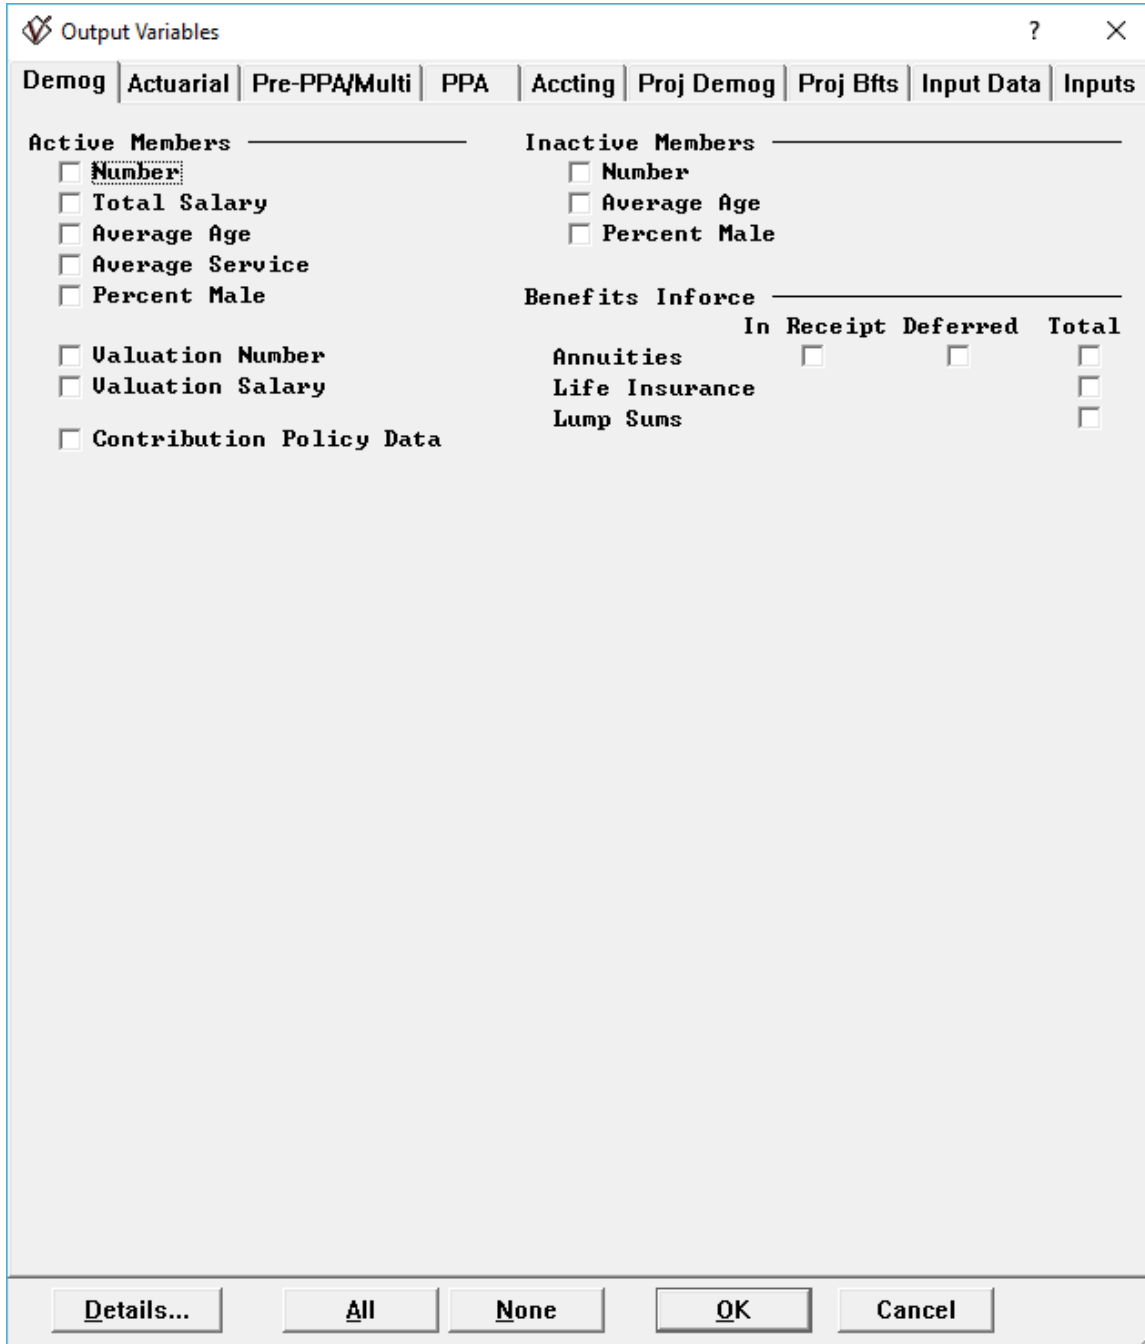 Output Variables ?
Demog Actuarial Pre-PPA/Multi PPA Accting Proj Demog Proj Bfts Input Data Inputs
Active Members
Number
Total Salary
Average Age
Average Service
Percent Male
Valuation Number
Valuation Salary
Contribution Policy Data
Inactive Members
Number
Average Age
Percent Male
Benefits Inforce
In Receipt Deferred Total
Annuities
Life Insurance
Lump Sums
Details... All None OK Cancel